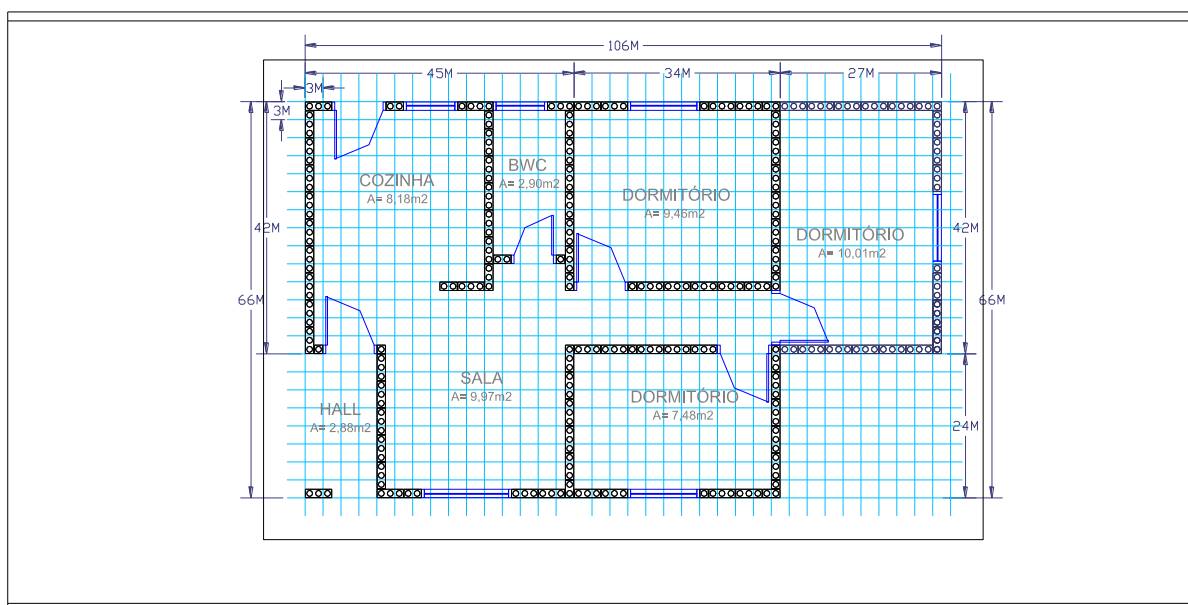 106M
45M
34M
27M
3M
3M
BWC
A= 2,90m2
COZINHA
A= 8,18m2
DORMITÓRIO
A= 9,46m2
42M
DORMITÓRIO
A= 10,01m2
42M
66M
66M
SALA
A= 9,97m2
DORMITÓRIO
A= 7,48m2
HALL
A= 2,88m2
24M